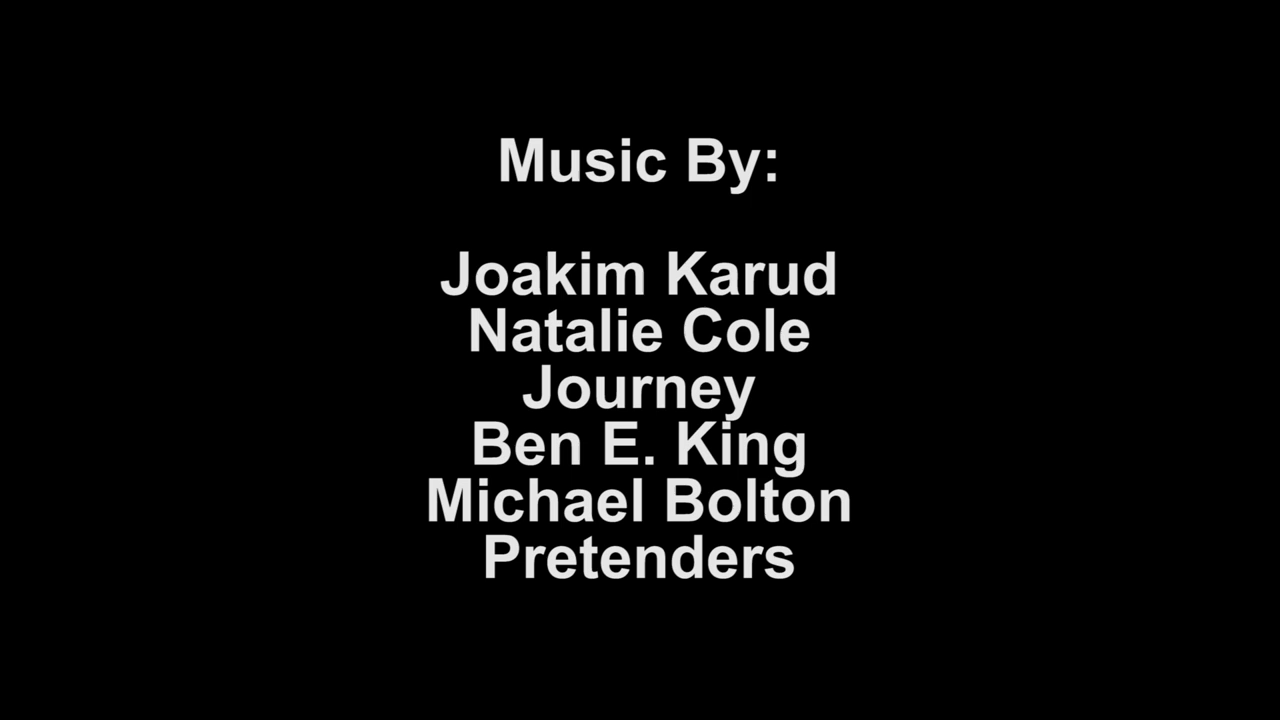 Music By:
Joakim Karud
Natalie Cole
Journey
Ben E. King
Michael Bolton
Pretenders